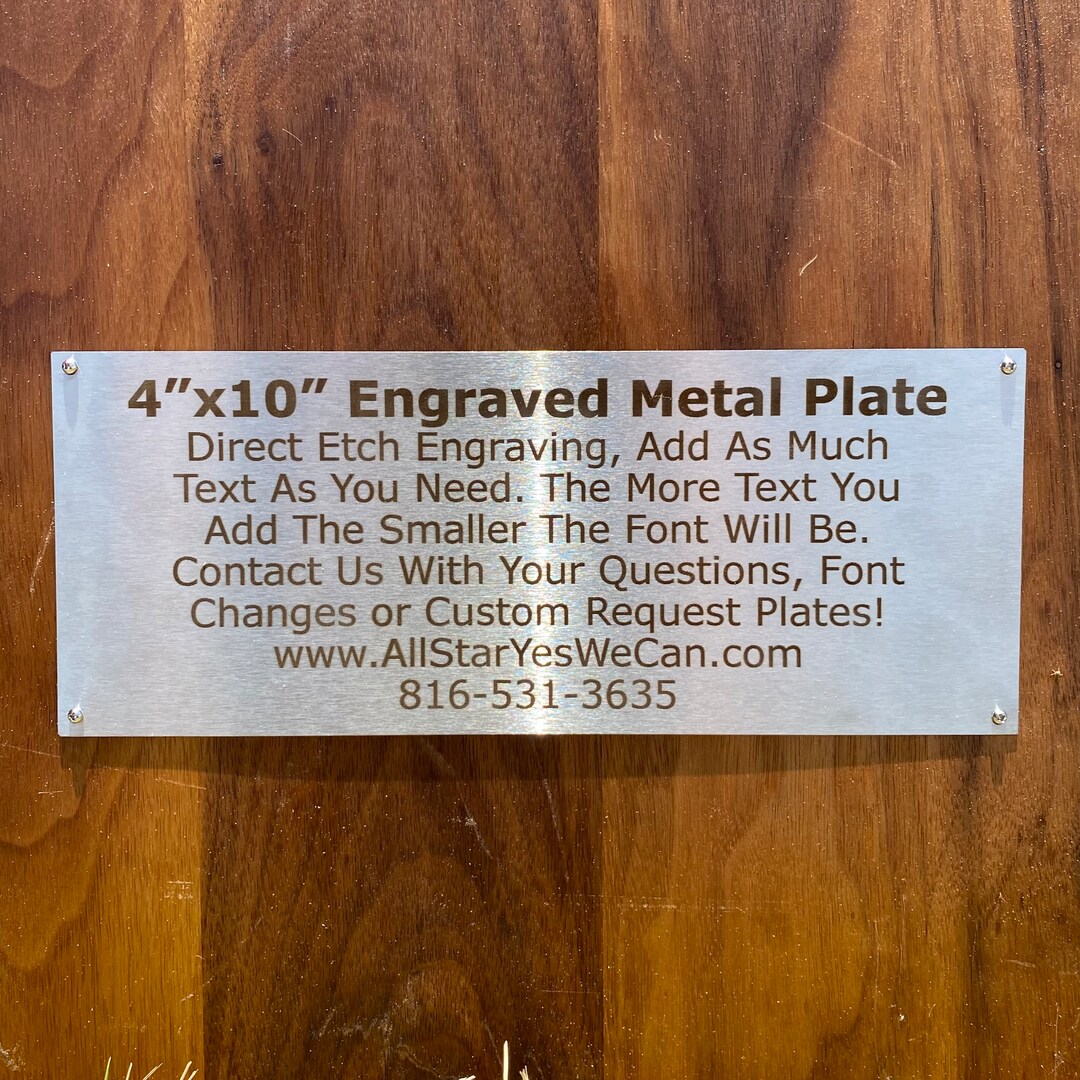 4”x10” Engraved Metal Plate
Direct Etch Engraving, Add As Much
Text As You Need. The More Text You
Add The Smaller The Font Will Be.
Contact Us With Your Questions, Font
Changes or Custom Request Plates!
www.AllStarYesWeCan.com
816-531-3635